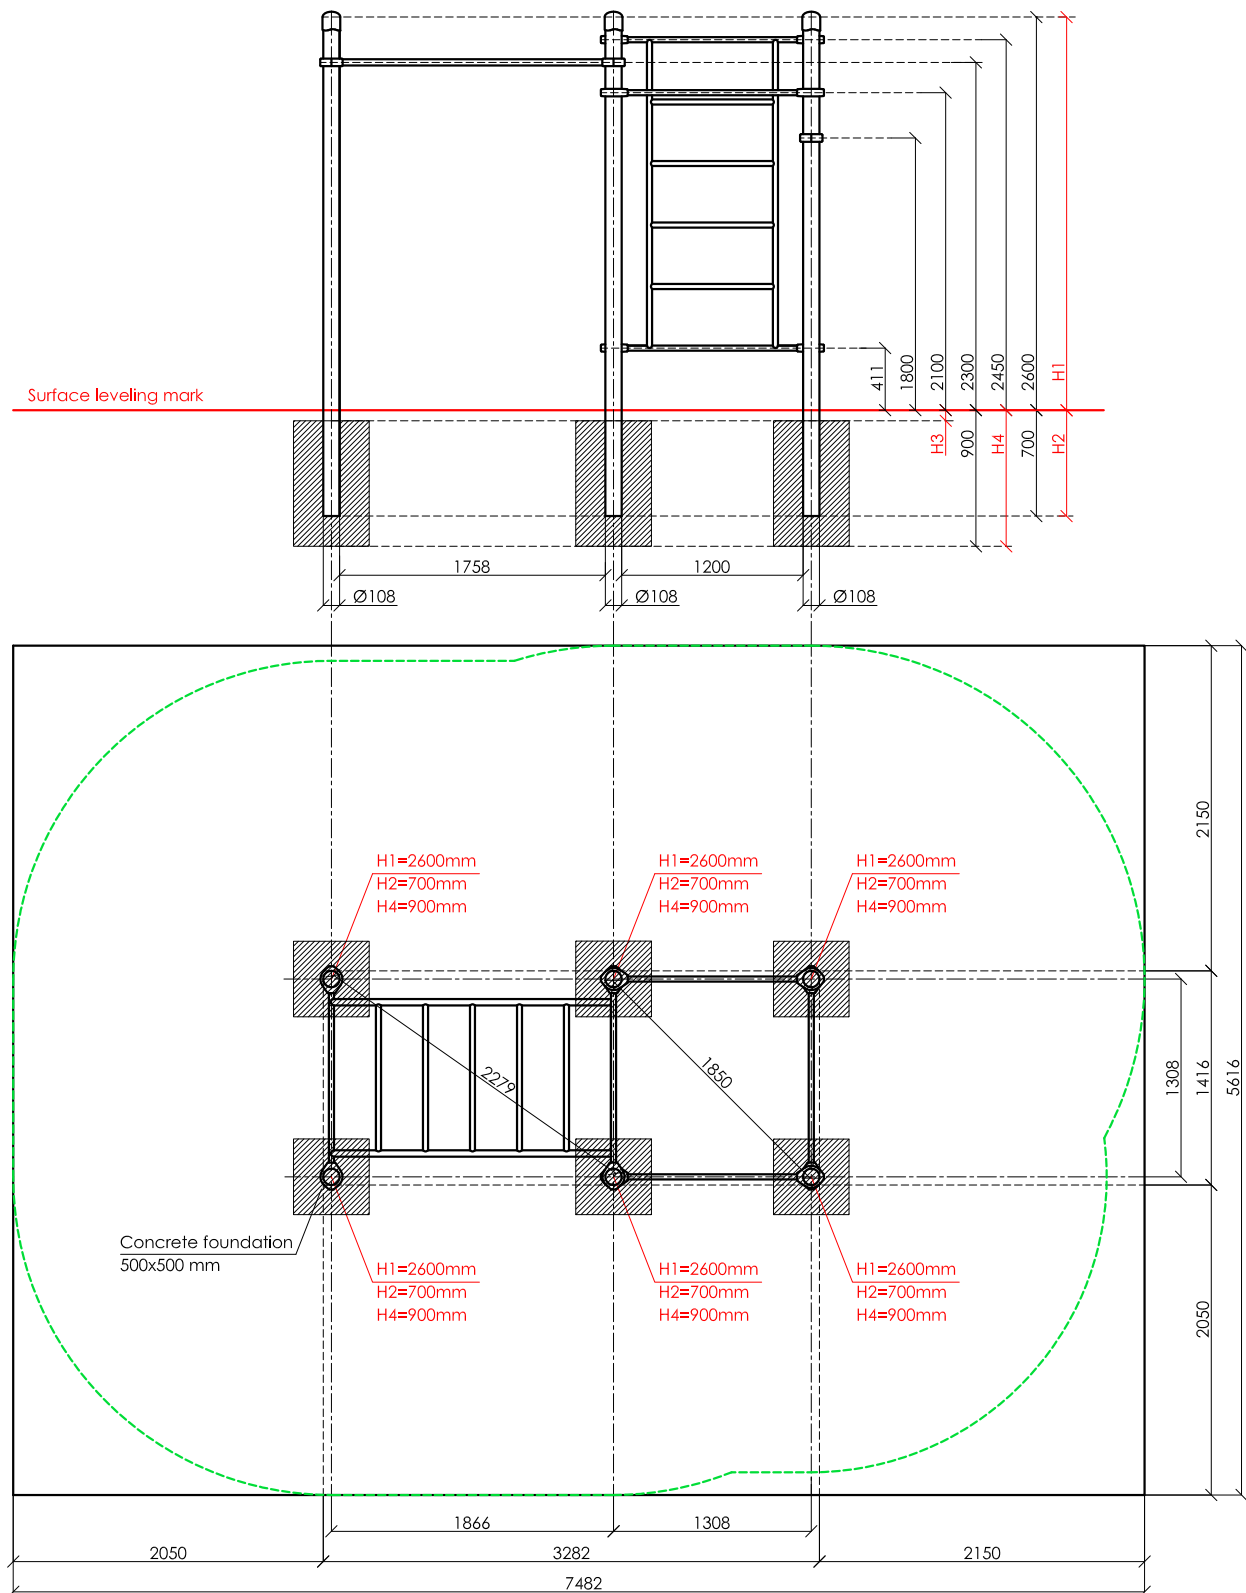 Surface leveling mark
411
1800
2100
2300
2450
2600
H1
H3
900
H4
700
H2
1758
1200
Ø108
Ø108
Ø108
H1=2600mm
H2=700mm
H4=900mm
H1=2600mm
H2=700mm
H4=900mm
H1=2600mm
H2=700mm
H4=900mm
2150
2279
1850
1308
1416
5616
Concrete foundation
500x500 mm
H1=2600mm
H2=700mm
H4=900mm
H1=2600mm
H2=700mm
H4=900mm
H1=2600mm
H2=700mm
H4=900mm
2050
1866
1308
2050
3282
2150
7482